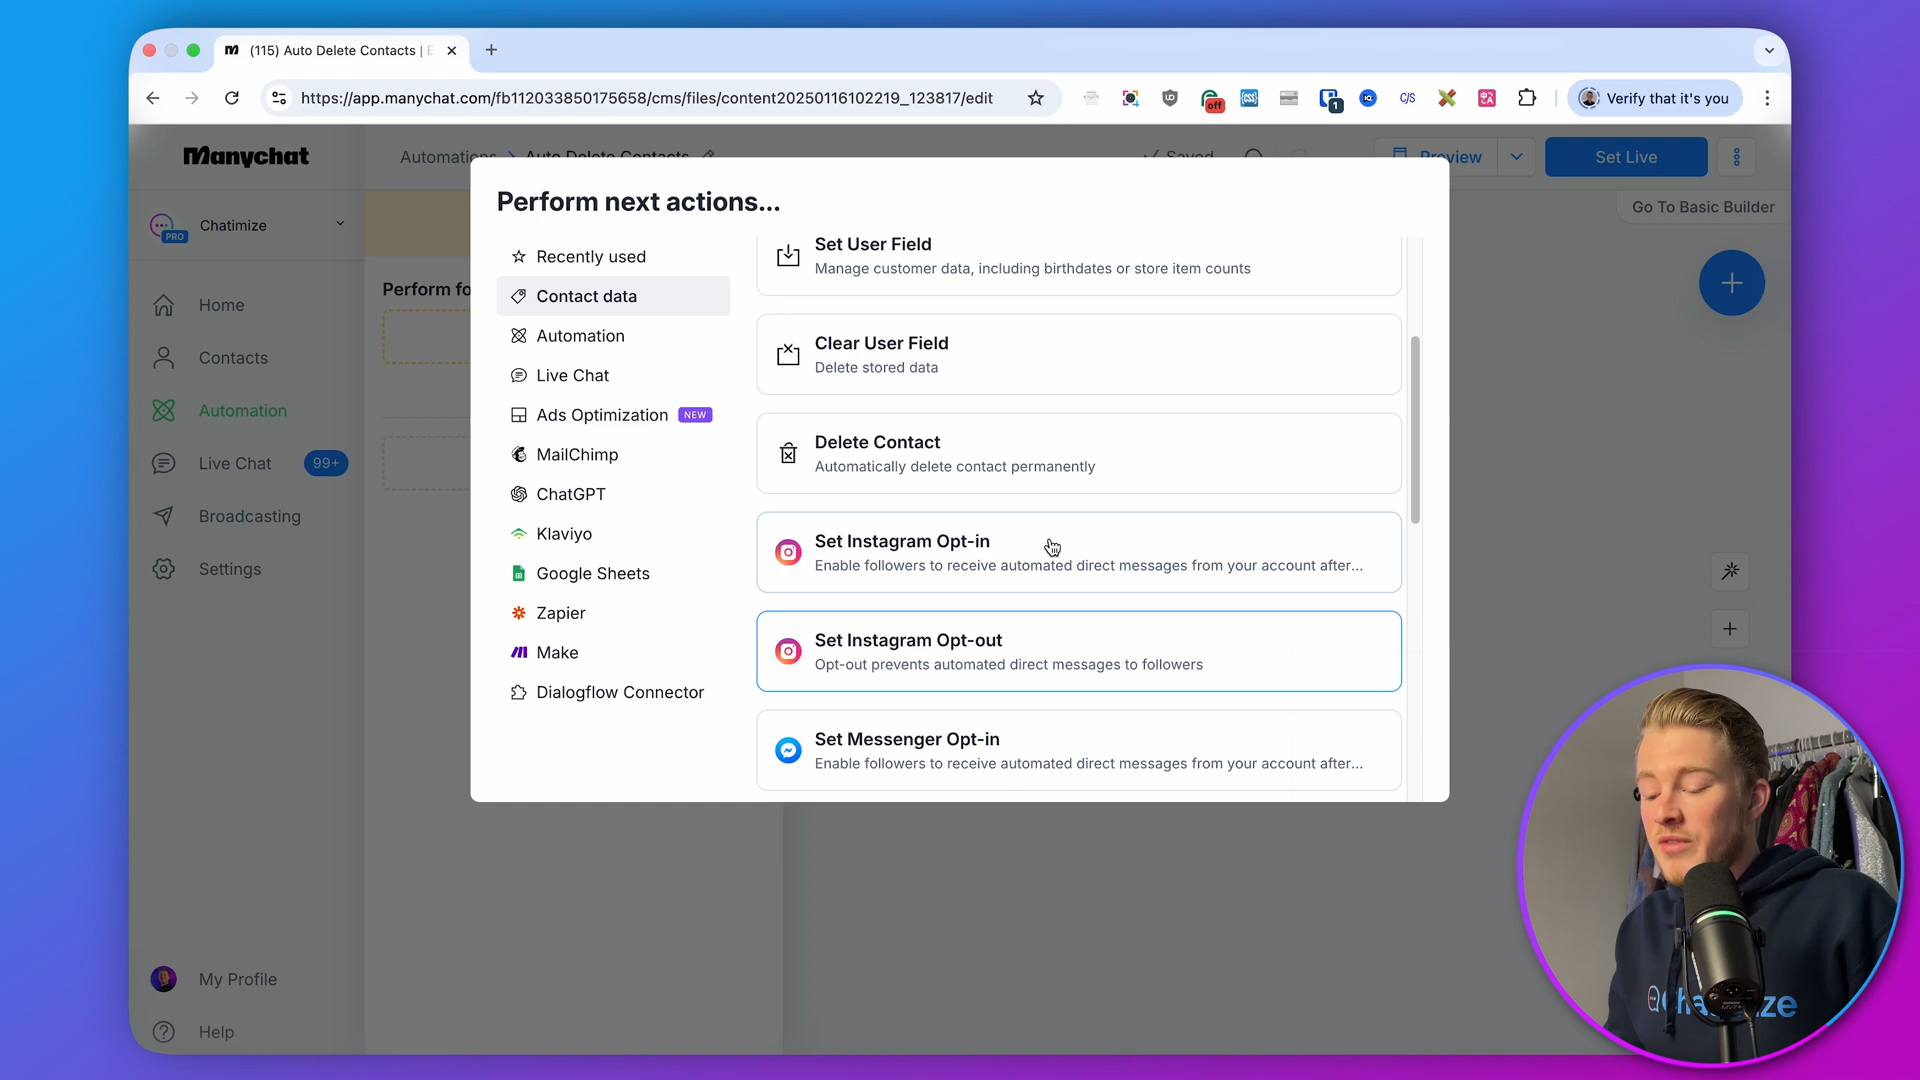 (115) Auto Delete Contacts | E
https://app.manychat.com/fb112033850175658/cms/files/content20250116102219_123817/edit
off
{css}
1
C/S
Verify that it's you
Manychat
Automations > Auto Delete Contacts
Saved
Preview
Set Live
Go To Basic Builder
PRO
Chatimize
Home
Contacts
Automation
Live Chat
99+
Broadcasting
Settings
My Profile
Help
Perform fo
Perform next actions...
Recently used
Contact data
Automation
Live Chat
Ads Optimization NEW
MailChimp
ChatGPT
Klaviyo
Google Sheets
Zapier
Make
Dialogflow Connector
Set User Field
Manage customer data, including birthdates or store item counts
Clear User Field
Delete stored data
Delete Contact
Automatically delete contact permanently
Set Instagram Opt-in
Enable followers to receive automated direct messages from your account after...
Set Instagram Opt-out
Opt-out prevents automated direct messages to followers
Set Messenger Opt-in
Enable followers to receive automated direct messages from your account after...